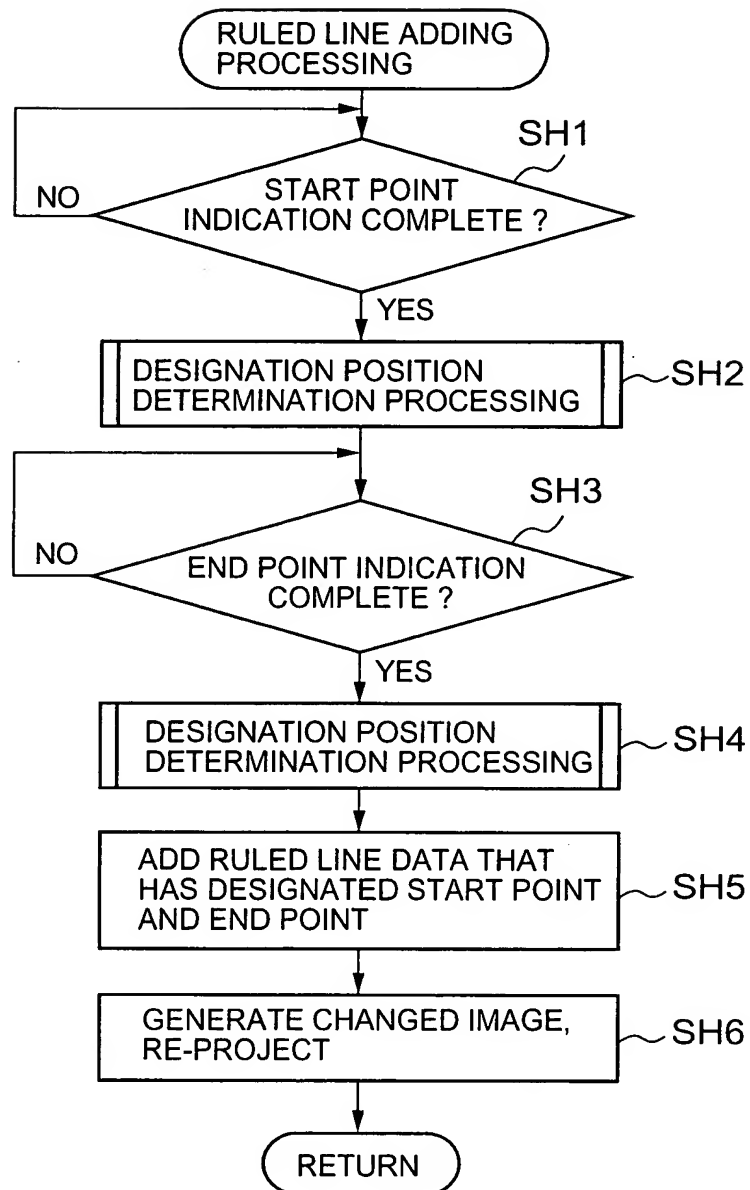 RULED LINE ADDING
PROCESSING
SH1
NO
START POINT
INDICATION COMPLETE ?
YES
DESIGNATION POSITION
DETERMINATION PROCESSING
SH2
SH3
NO
END POINT INDICATION
COMPLETE ?
YES
DESIGNATION POSITION
DETERMINATION PROCESSING
SH4
ADD RULED LINE DATA THAT
HAS DESIGNATED START POINT
AND END POINT
SH5
GENERATE CHANGED IMAGE,
RE-PROJECT
SH6
RETURN